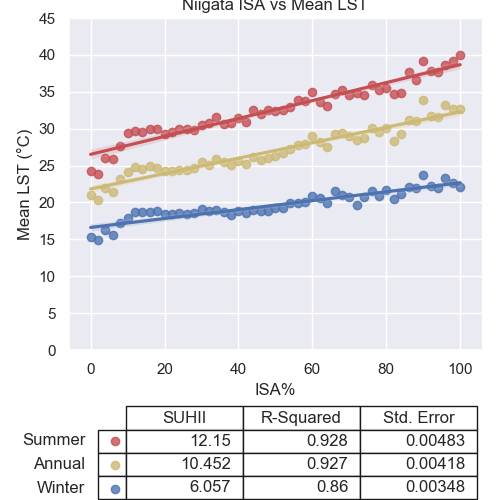 Niigata ISA vs Mean LST
45
40
35
30
25
20
15
10
5
0
Mean LST (°C)
0 20 40 60 80 100
ISA%
SUHII R-Squared Std. Error
Summer 12.15 0.928 0.00483
Annual 10.452 0.927 0.00418
Winter 6.057 0.86 0.00348